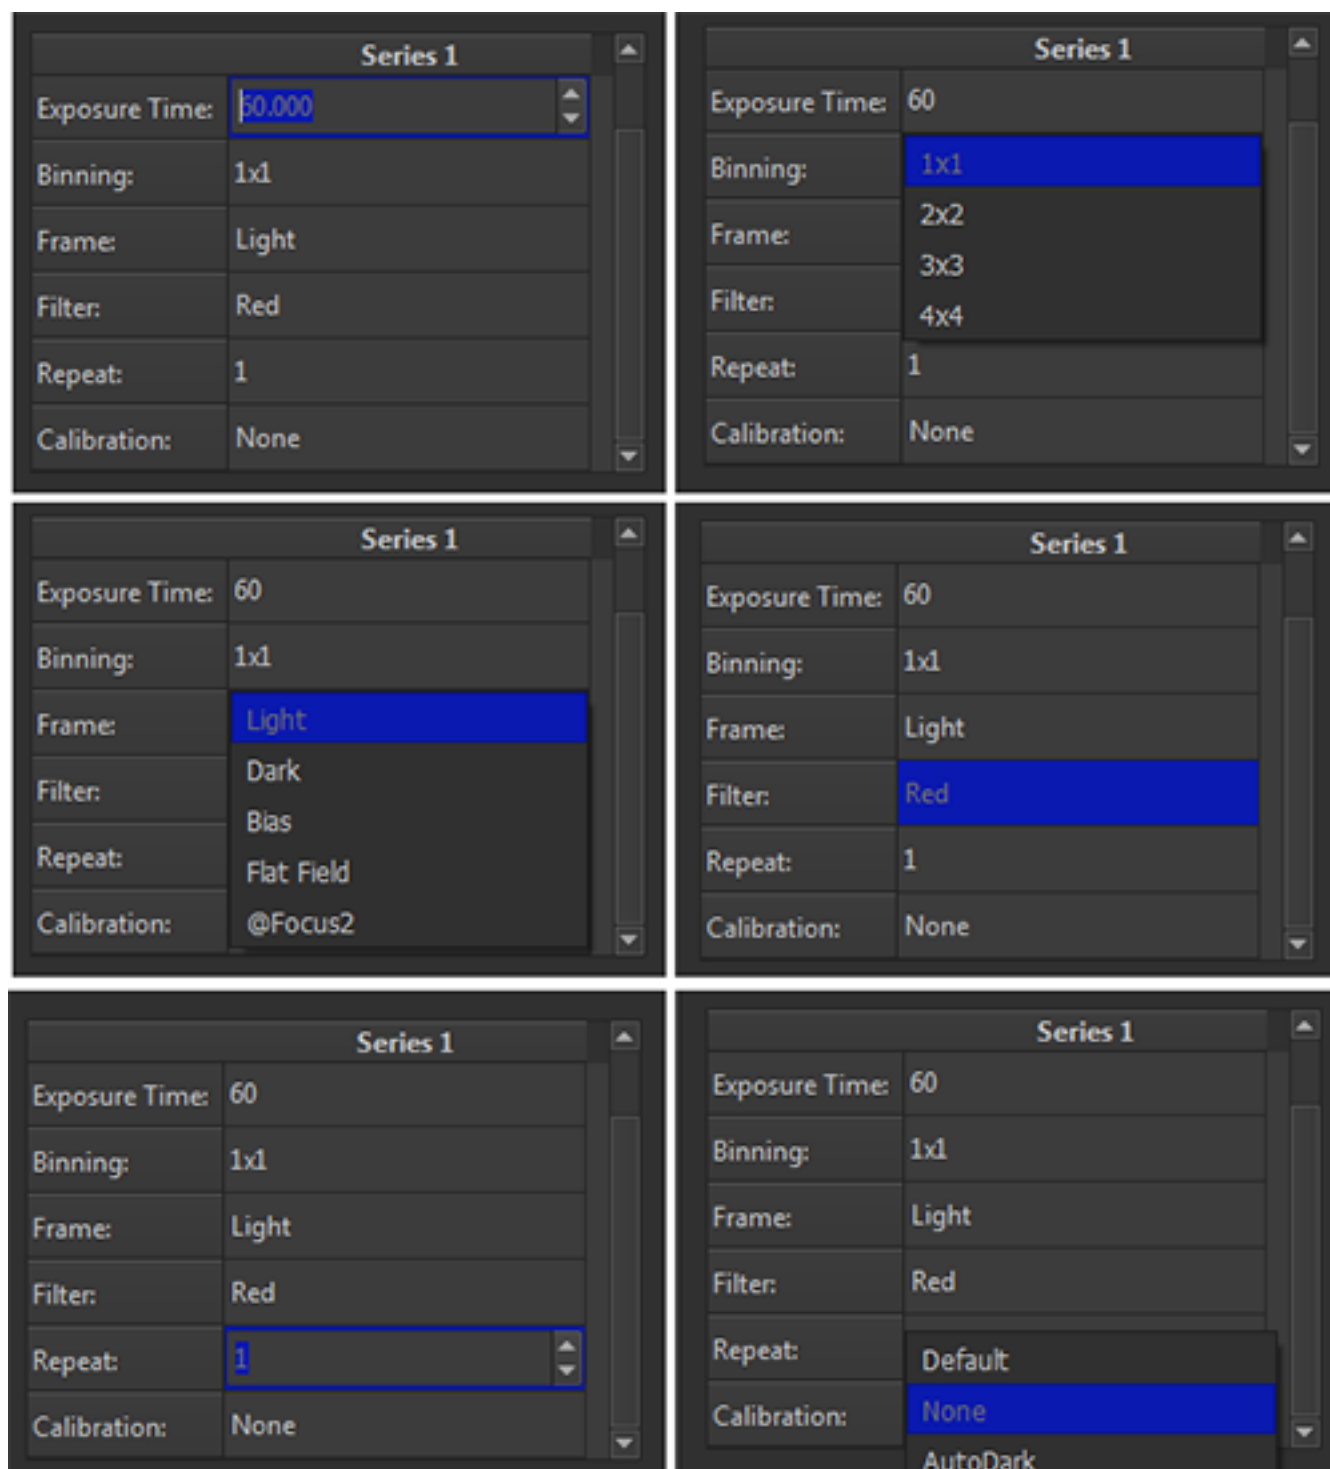 Series 1
Exposure Time: 60.000
Binning: 1x1
Frame: Light
Filter: Red
Repeat: 1
Calibration: None
Series 1
Exposure Time: 60
Binning: 1x1
2x2
Frame:
3x3
Filter:
4x4
Repeat: 1
Calibration: None
Series 1
Exposure Time: 60
Binning: 1x1
Frame: Light
Dark
Filter:
Bias
Repeat:
Flat Field
Calibration: @Focus2
Series 1
Exposure Time: 60
Binning: 1x1
Frame: Light
Filter: Red
Repeat: 1
Calibration: None
Series 1
Exposure Time: 60
Binning: 1x1
Frame: Light
Filter: Red
Repeat: 1
Calibration: None
Series 1
Exposure Time: 60
Binning: 1x1
Frame: Light
Filter: Red
Repeat: Default
Calibration: None
AutoDark